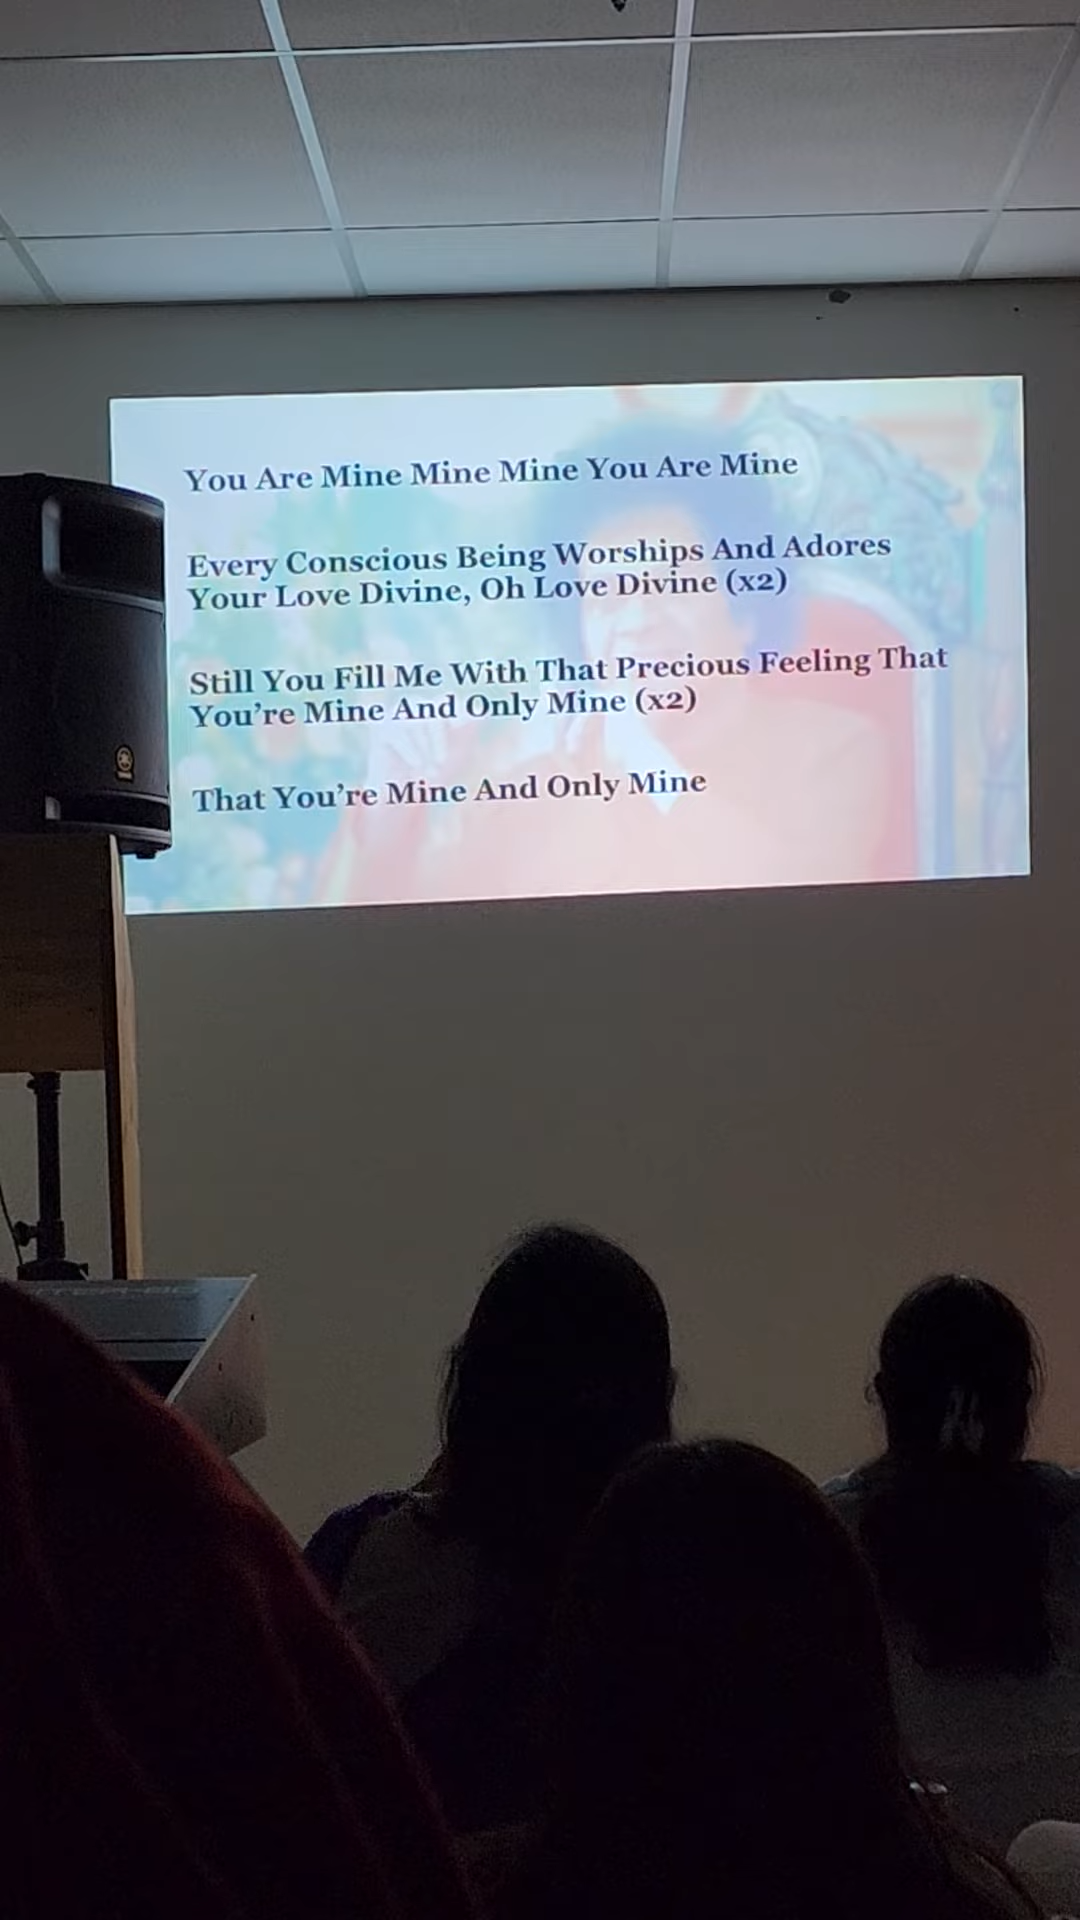 You Are Mine Mine Mine You Are Mine
Every Conscious Being Worships And Adores
Your Love Divine, Oh Love Divine (x2)
Still You Fill Me With That Precious Feeling That
You're Mine And Only Mine (x2)
That You're Mine And Only Mine